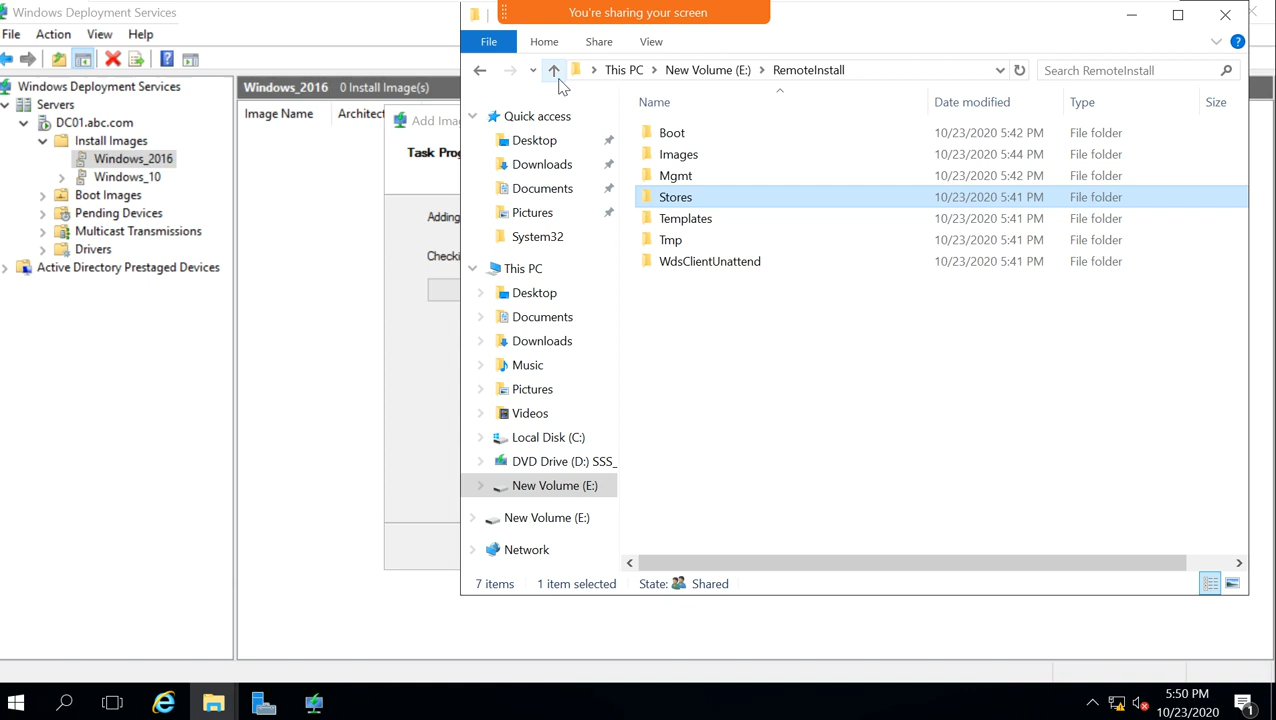 Windows Deployment Services
File Action View Help
Windows Deployment Services
Servers
DC01.abc.com
Install Images
Windows_2016
Windows_10
Boot Images
Pending Devices
Multicast Transmissions
Drivers
Active Directory Prestaged Devices
Windows_2016 0 Install Image(s)
Image Name Architec
Add Ima
Task Prog
Adding
Checki
You're sharing your screen
File Home Share View
This PC New Volume (E:) RemoteInstall
Search RemoteInstall
Quick access
Desktop
Downloads
Documents
Pictures
System32
This PC
Desktop
Documents
Downloads
Music
Pictures
Videos
Local Disk (C:)
DVD Drive (D:) SSS_
New Volume (E:)
New Volume (E:)
Network
Name Date modified Type Size
Boot 10/23/2020 5:42 PM File folder
Images 10/23/2020 5:44 PM File folder
Mgmt 10/23/2020 5:42 PM File folder
Stores 10/23/2020 5:41 PM File folder
Templates 10/23/2020 5:41 PM File folder
Tmp 10/23/2020 5:41 PM File folder
WdsClientUnattend 10/23/2020 5:41 PM File folder
7 items 1 item selected State: Shared
5:50 PM
10/23/2020
1